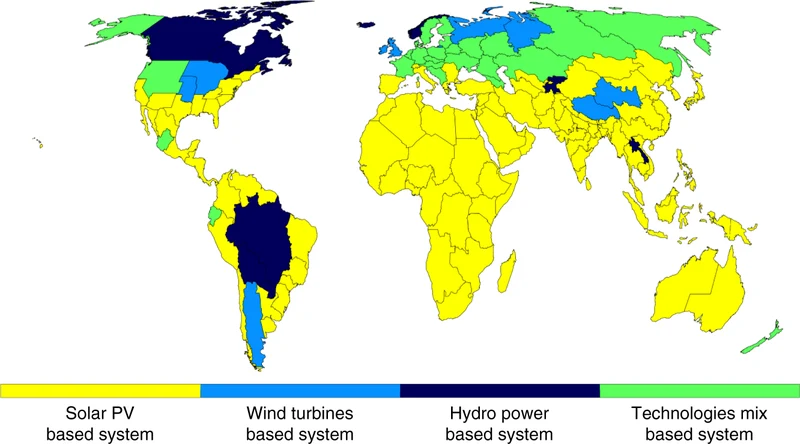 Solar PV
based system
Wind turbines
based system
Hydro power
based system
Technologies mix
based system